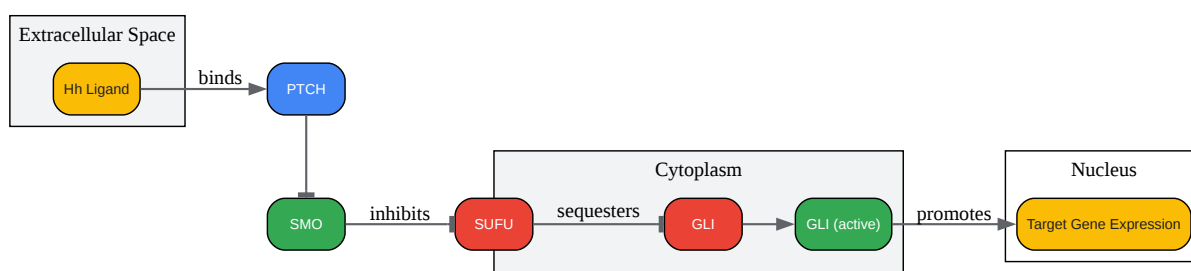 Extracellular Space
Hh Ligand
binds
PTCH
Cytoplasm
Nucleus
SMO
inhibits
SUFU
sequesters
GLI
GLI (active)
promotes
Target Gene Expression